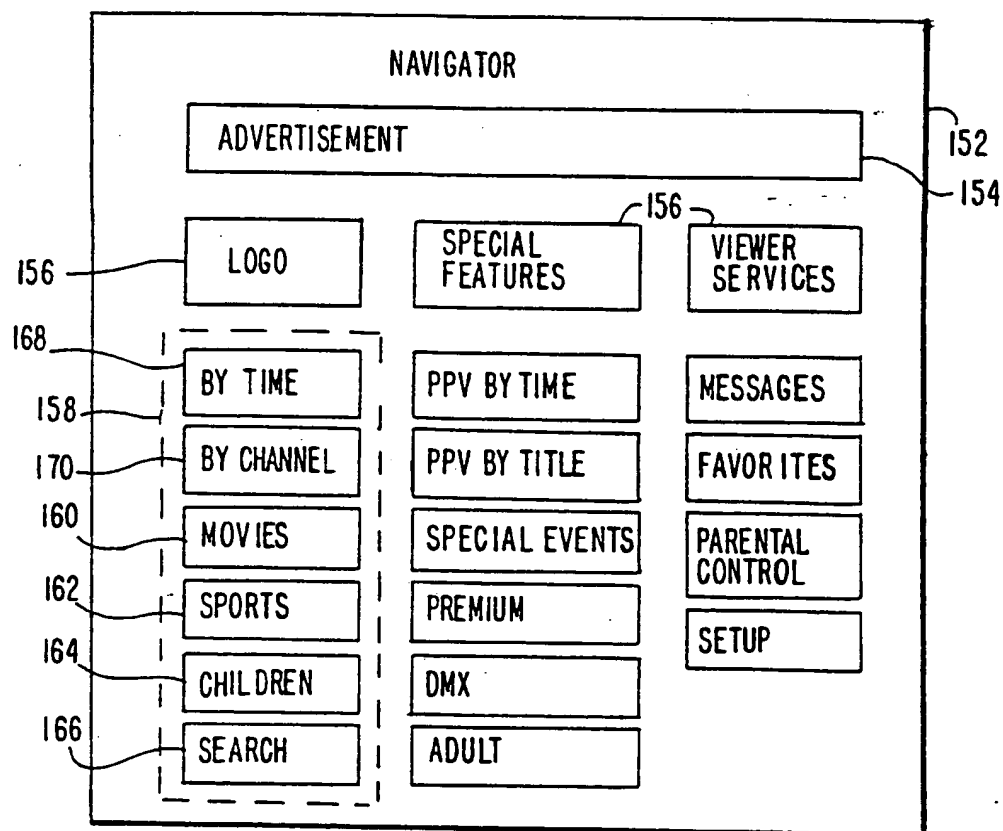 NAVIGATOR
ADVERTISEMENT
152
154
156
156
LOGO
SPECIAL
FEATURES
VIEWER
SERVICES
168
158
170
160
162
164
166
BY TIME
BY CHANNEL
MOVIES
SPORTS
CHILDREN
SEARCH
PPV BY TIME
PPV BY TITLE
SPECIAL EVENTS
PREMIUM
DMX
ADULT
MESSAGES
FAVORITES
PARENTAL
CONTROL
SETUP